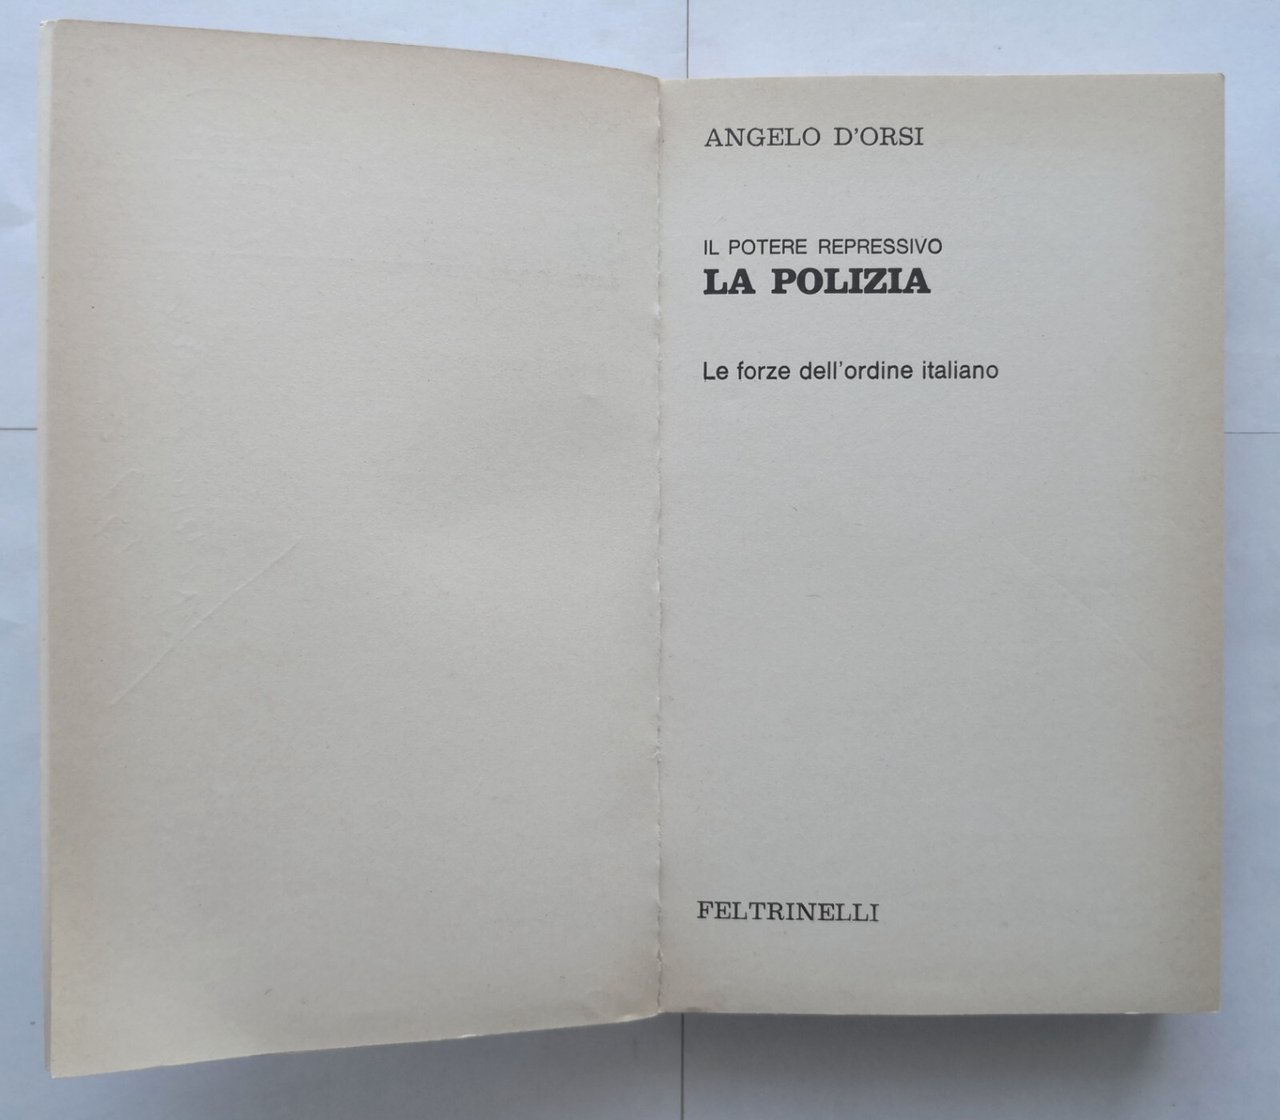 ANGELO D'ORSI
IL POTERE REPRESSIVO
LA POLIZIA
Le forze dell'ordine italiano
FELTRINELLI